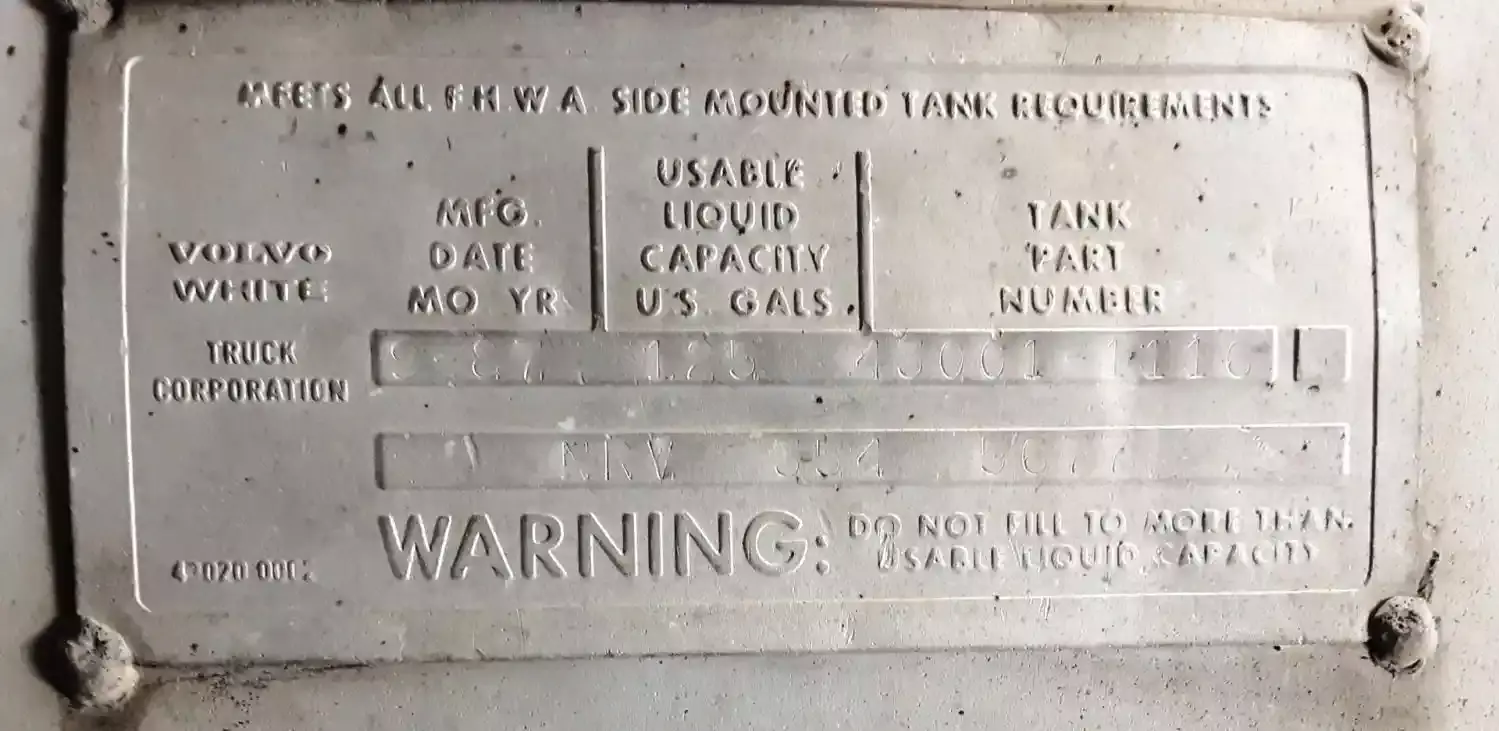 MEETS ALL F.H.W.A. SIDE MOUNTED TANK REQUIREMENTS
VOLVO
WHITE
TRUCK
CORPORATION
MFG.
DATE
MO YR
USABLE
LIQUID
CAPACITY
U.S. GALS.
TANK
PART
NUMBER
9-87 125 43001-1116
WARNING: DO NOT FILL TO MORE THAN
USABLE LIQUID CAPACITY